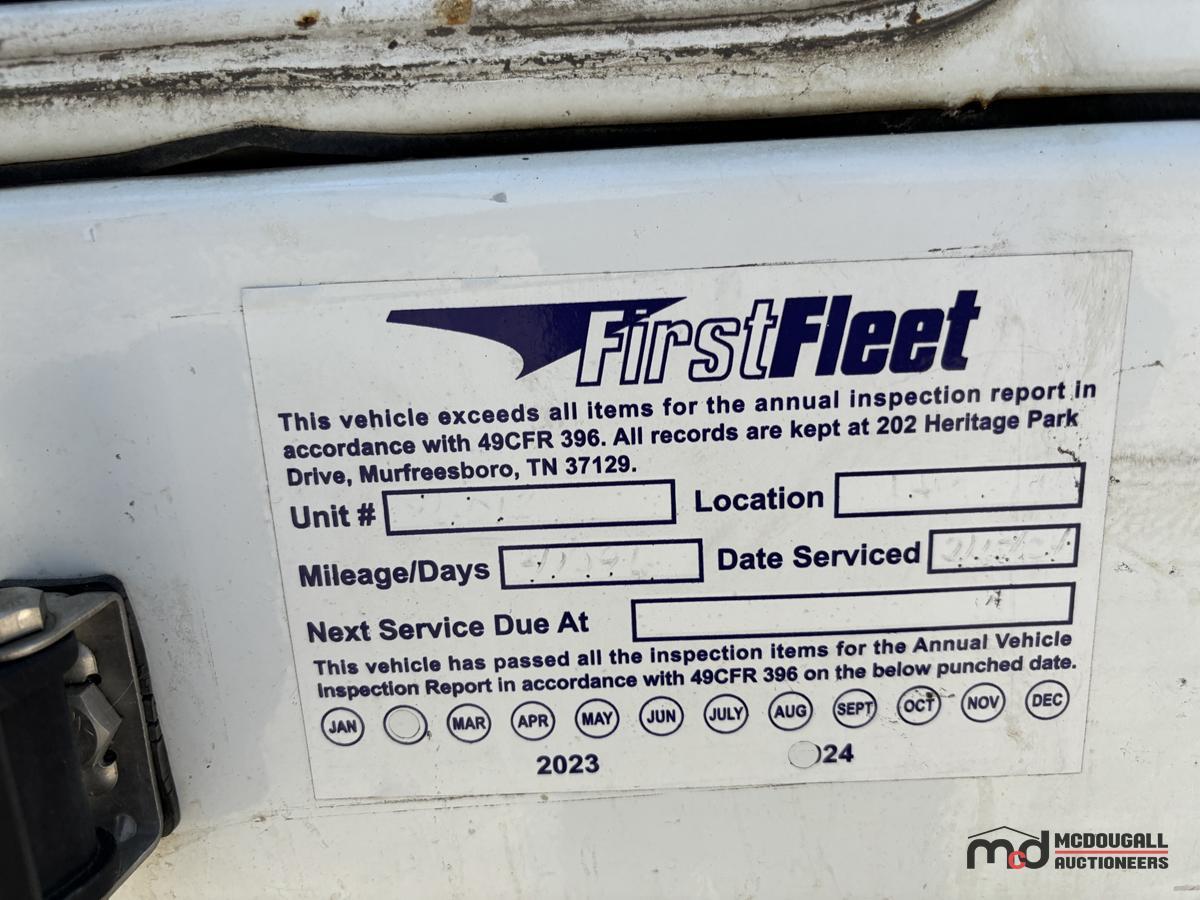 FirstFleet
This vehicle exceeds all items for the annual inspection report in
accordance with 49CFR 396. All records are kept at 202 Heritage Park
Drive, Murfreesboro, TN 37129.
Unit # Location
Mileage/Days Date Serviced
Next Service Due At
This vehicle has passed all the inspection items for the Annual Vehicle
Inspection Report in accordance with 49CFR 396 on the below punched date.
JAN MAR APR MAY JUN JULY AUG SEPT OCT NOV DEC
2023 24
mcd MCDOUGALL
AUCTIONEERS